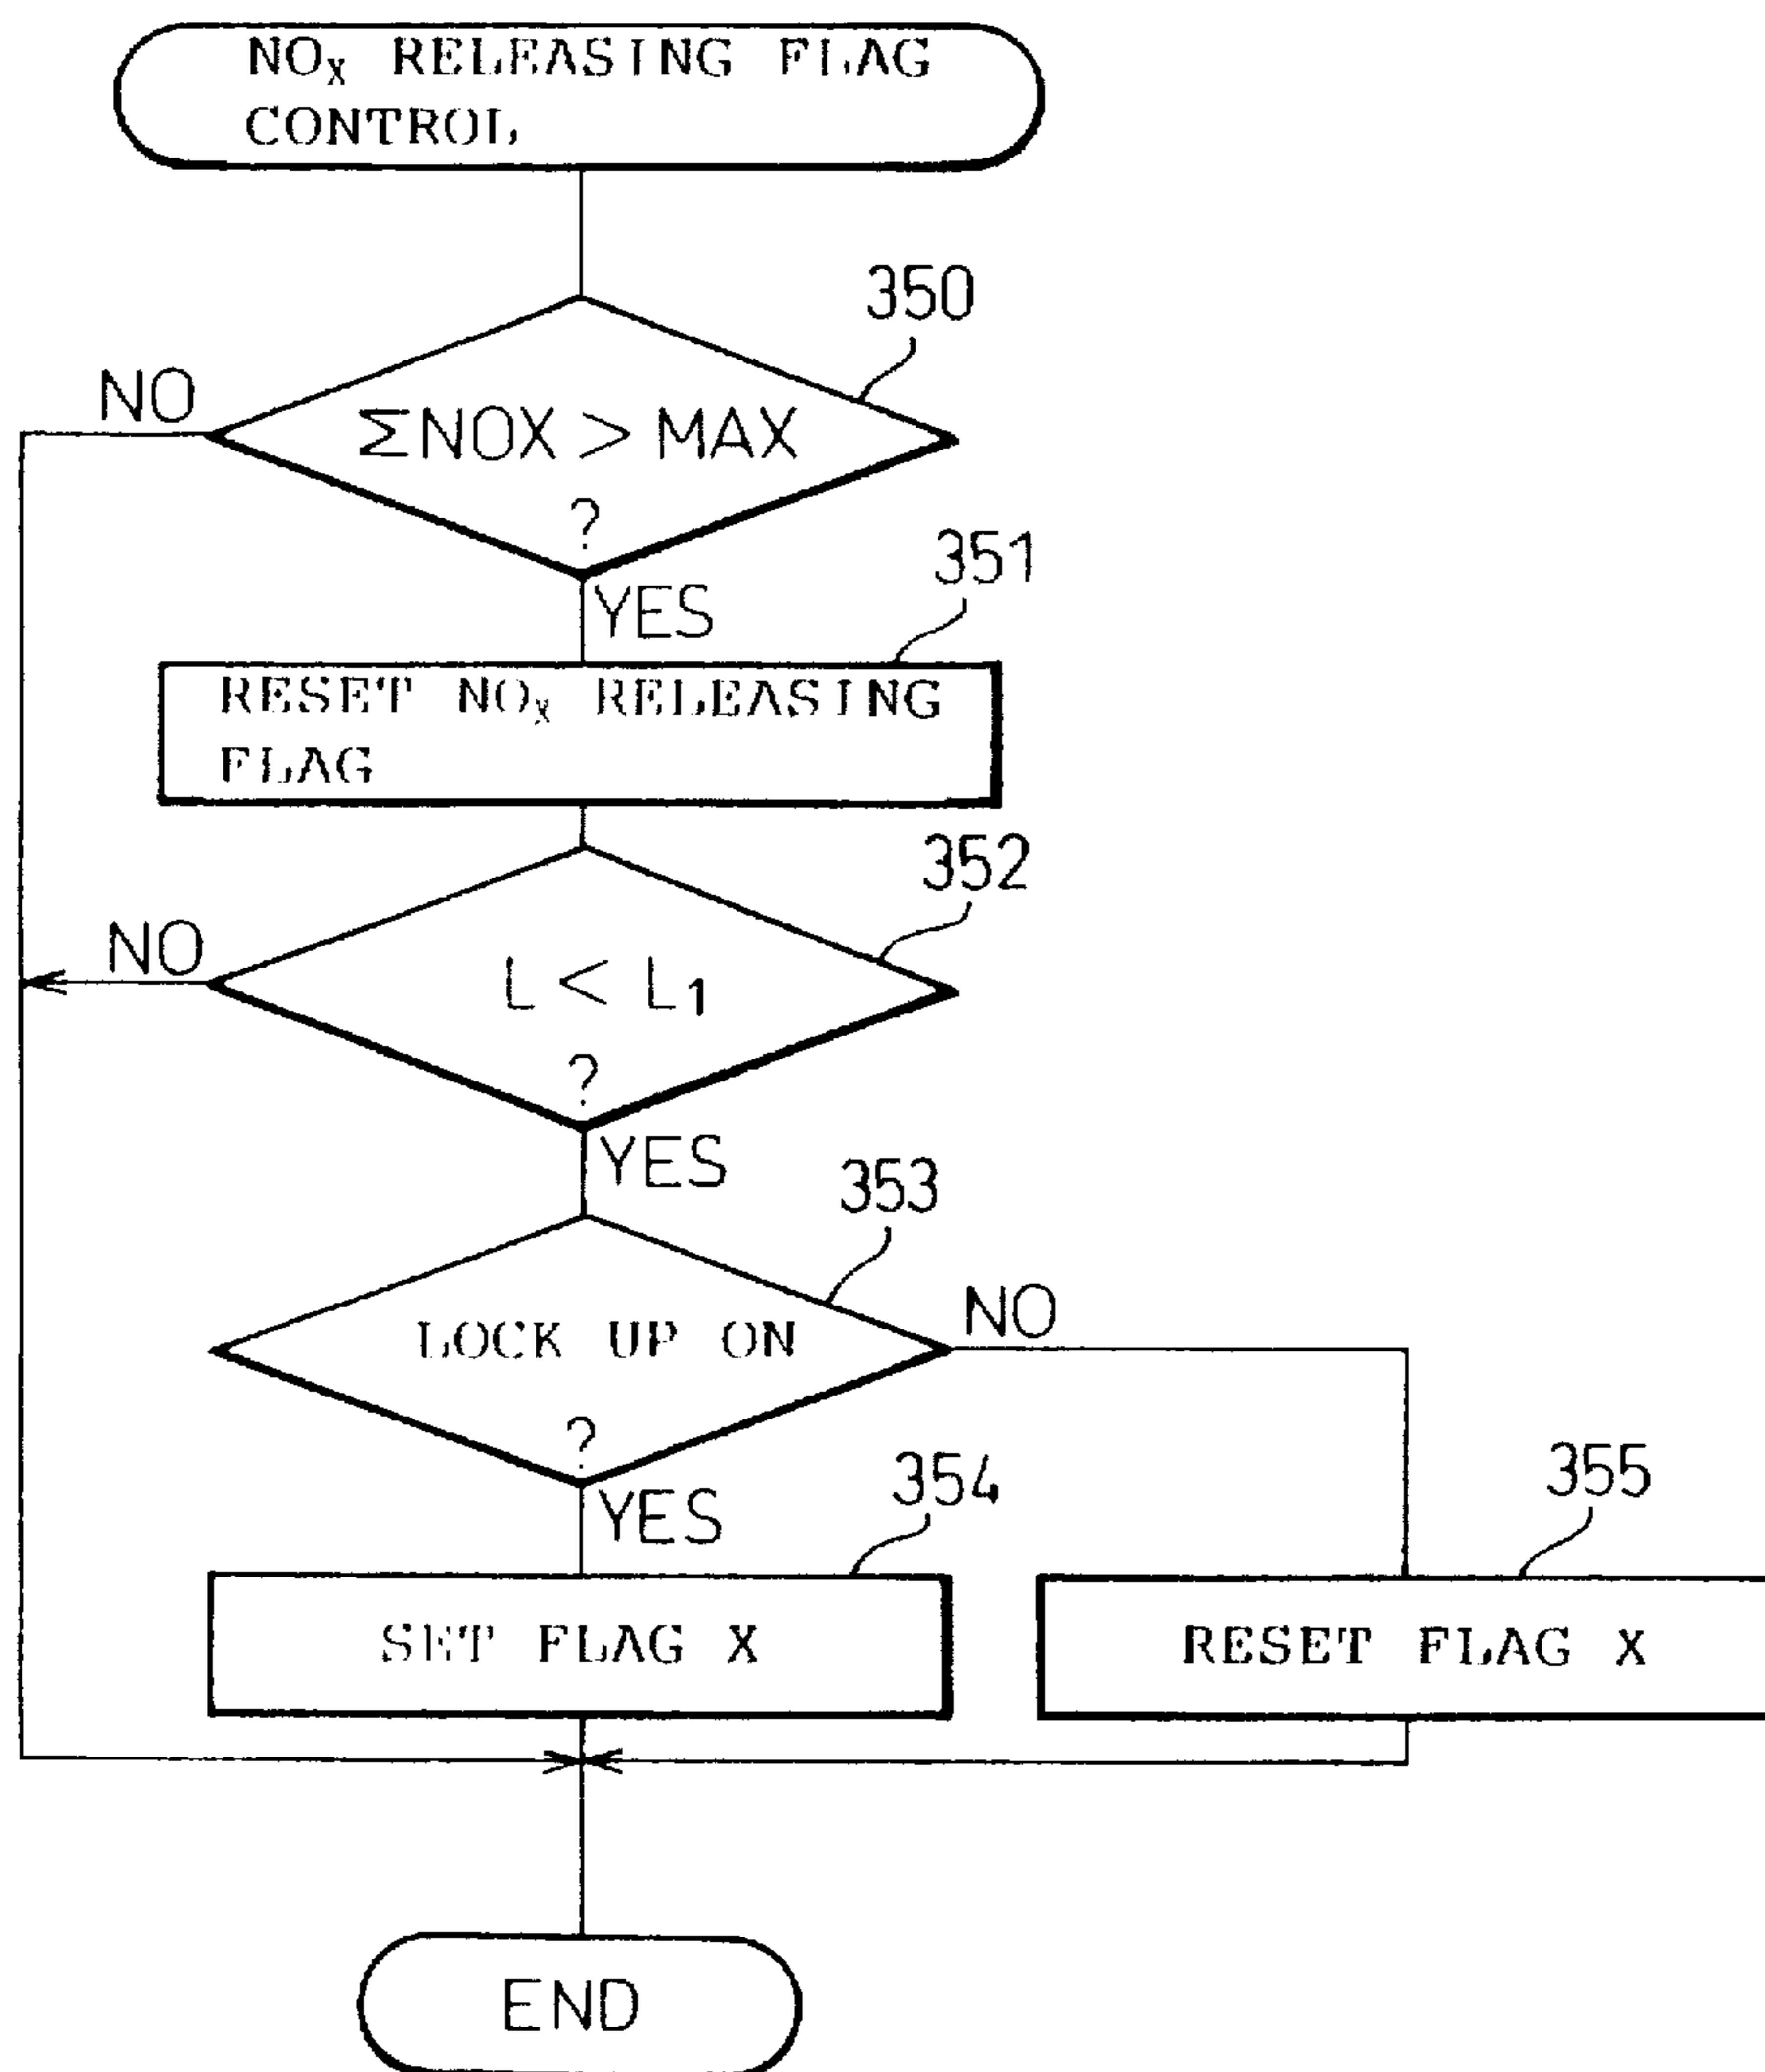 NOx RELEASING FLAG
CONTROL
350
NO
ΣNOX > MAX
?
YES
351
RESET NOx RELEASING
FLAG
352
NO
L < L1
?
YES
353
LOCK UP ON
NO
?
YES
354
355
SET FLAG X
RESET FLAG X
END